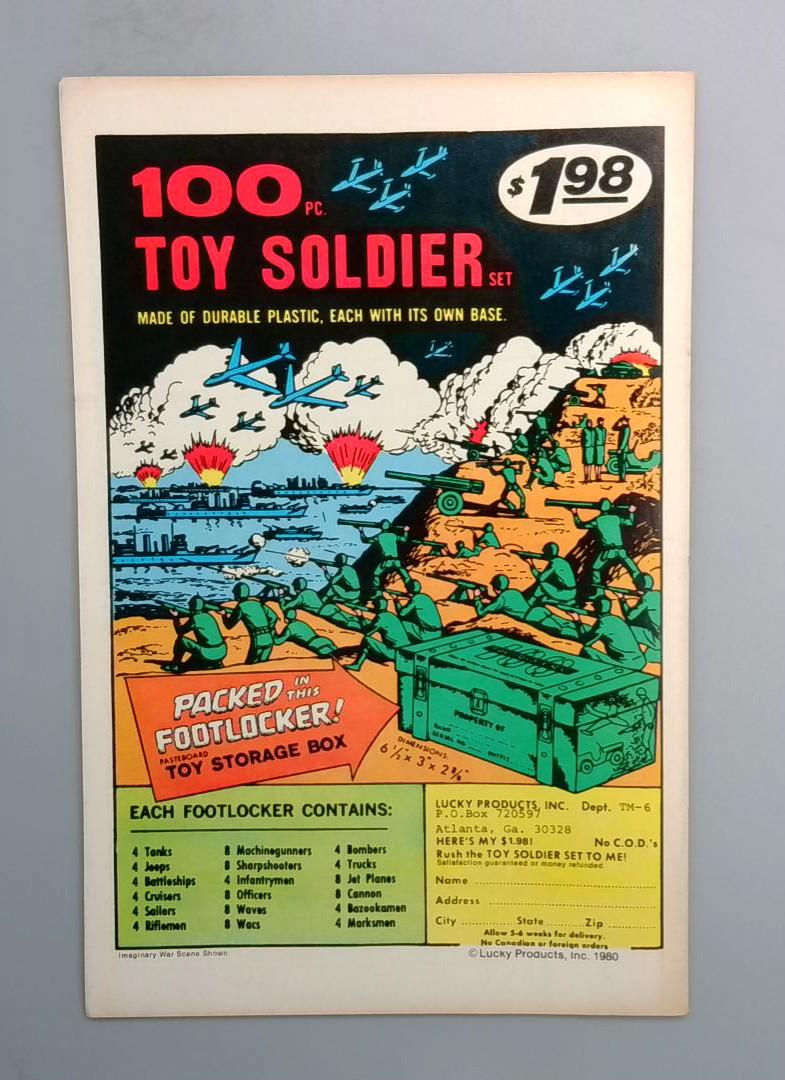 100 PC.
$1.98
TOY SOLDIER SET
MADE OF DURABLE PLASTIC, EACH WITH ITS OWN BASE.
PACKED IN THIS
FOOTLOCKER!
PASTEBOARD
TOY STORAGE BOX
DIMENSIONS:
6 1/2" x 3" x 2 3/8"
PROPERTY OF
NAME
SERIAL NO. OUTFIT
EACH FOOTLOCKER CONTAINS:
4 Tanks
4 Jeeps
4 Battleships
4 Cruisers
4 Sailors
4 Riflemen
8 Machinegunners
8 Sharpshooters
4 Infantrymen
8 Officers
8 Waves
8 Wacs
4 Bombers
4 Trucks
8 Jet Planes
8 Cannon
4 Bazookamen
4 Marksmen
LUCKY PRODUCTS, INC. Dept. TM-6
P.O.Box 720597
Atlanta, Ga. 30328
HERE'S MY $1.98! No C.O.D.'s
Rush the TOY SOLDIER SET TO ME!
Satisfaction guaranteed or money refunded.
Name
Address
City State Zip
Allow 5-6 weeks for delivery.
No Canadian or foreign orders
Imaginary War Scene Shown
© Lucky Products, Inc. 1980